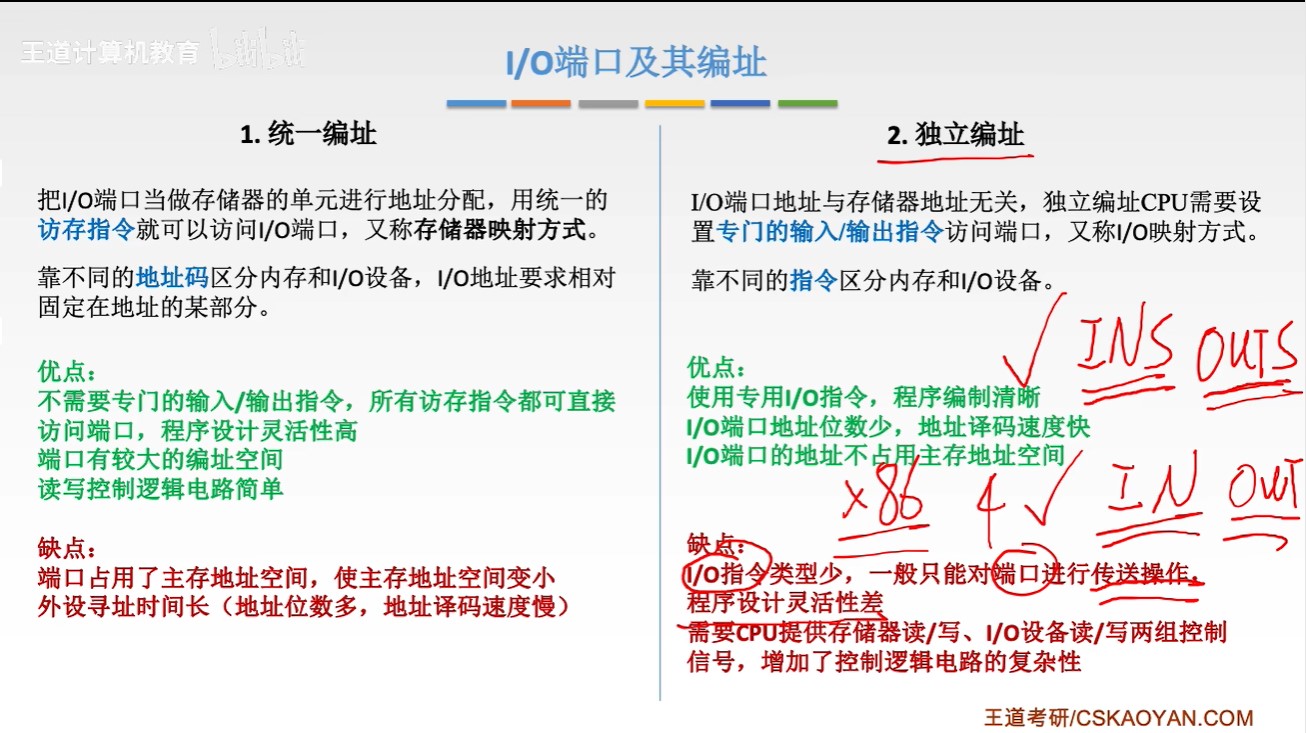 王道计算机教育 bilibili
I/O端口及其编址
1. 统一编址
把I/O端口当做存储器的单元进行地址分配，用统一的
访存指令就可以访问I/O端口，又称存储器映射方式。
靠不同的地址码区分内存和I/O设备，I/O地址要求相对
固定在地址的某部分。
优点：
不需要专门的输入/输出指令，所有访存指令都可直接
访问端口，程序设计灵活性高
端口有较大的编址空间
读写控制逻辑电路简单
缺点：
端口占用了主存地址空间，使主存地址空间变小
外设寻址时间长（地址位数多，地址译码速度慢）
2. 独立编址
I/O端口地址与存储器地址无关，独立编址CPU需要设
置专门的输入/输出指令访问端口，又称I/O映射方式。
靠不同的指令区分内存和I/O设备。
INS OUTS
优点：
使用专用I/O指令，程序编制清晰
I/O端口地址位数少，地址译码速度快
I/O端口的地址不占用主存地址空间
x86 4 IN OUT
缺点：
I/O指令类型少，一般只能对端口进行传送操作，
程序设计灵活性差
需要CPU提供存储器读/写、I/O设备读/写两组控制
信号，增加了控制逻辑电路的复杂性
王道考研/CSKAOYAN.COM